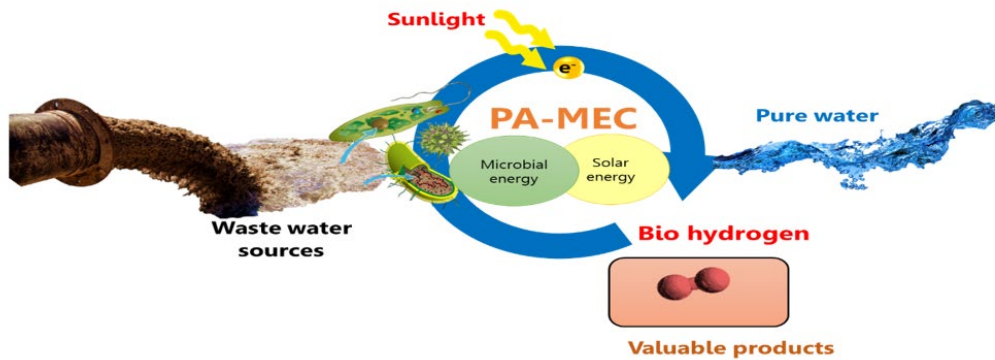 Sunlight
e⁻
PA-MEC
Pure water
Microbial
energy
Solar
energy
Waste water
sources
Bio hydrogen
Valuable products